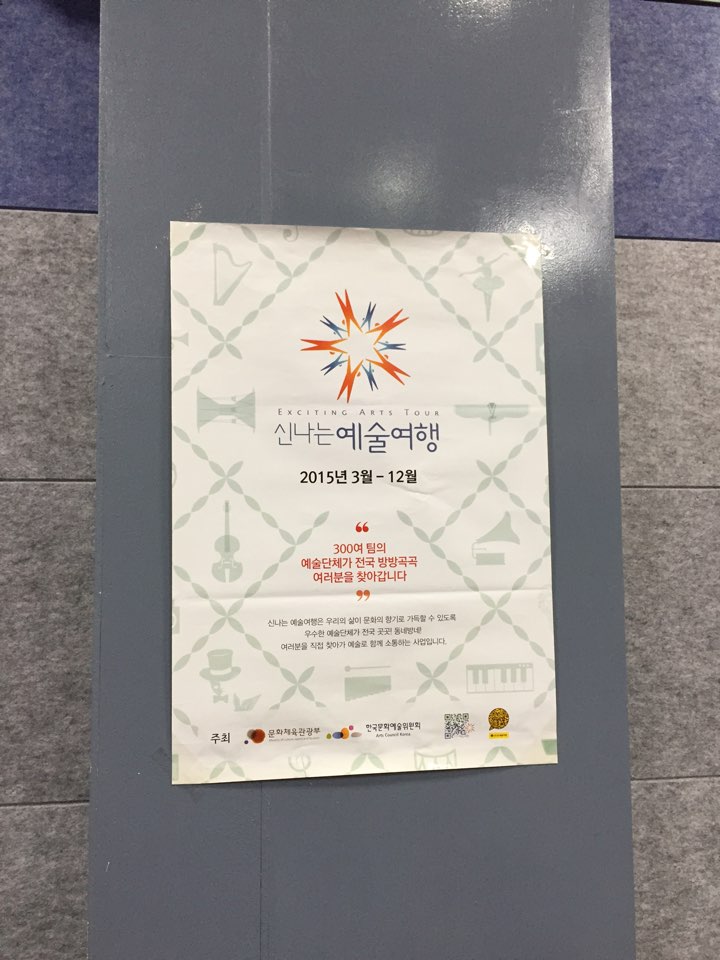 EXCITING ARTS TOUR
신나는예술여행
2015년 3월 – 12월
“
300여 팀의
예술단체가 전국 방방곡곡
여러분을 찾아갑니다
”
신나는 예술여행은 우리의 삶이 문화의 향기로 가득할 수 있도록
우수한 예술단체가 전국 곳곳! 동네방네!
여러분을 직접 찾아가 예술로 함께 소통하는 사업입니다.
주최 문화체육관광부 한국문화예술위원회
Arts Council Korea